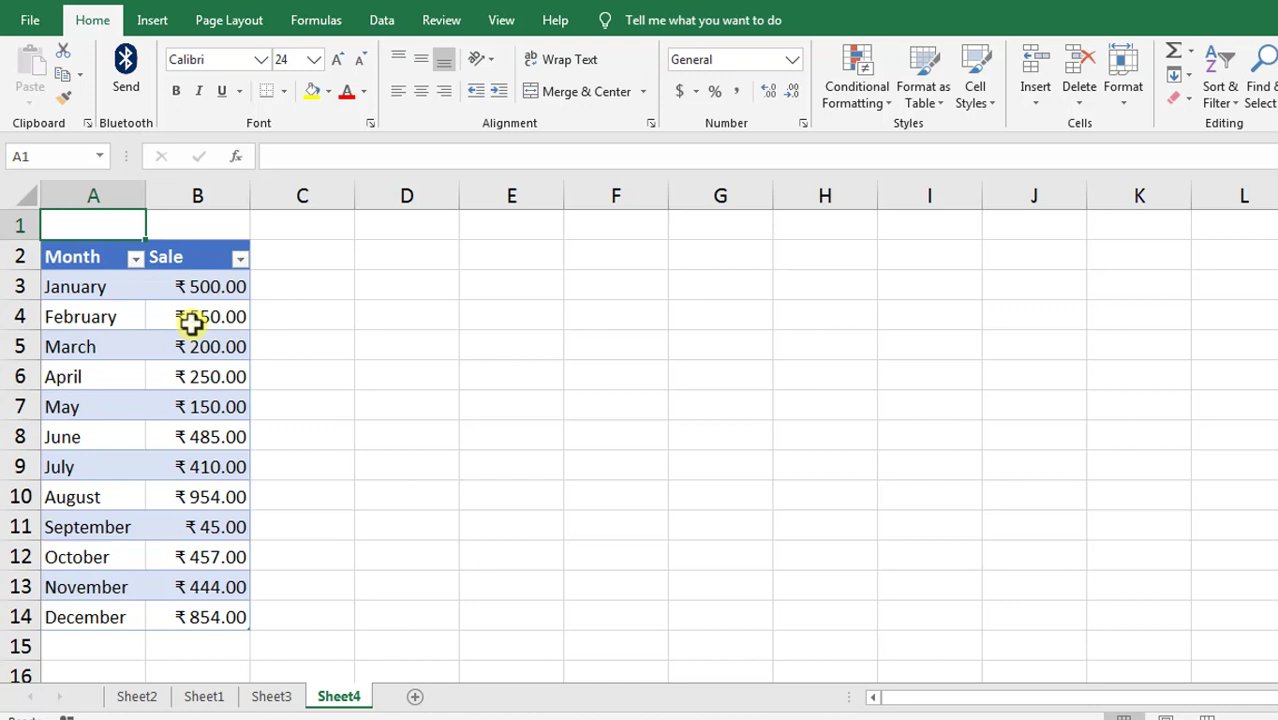 File Home Insert Page Layout Formulas Data Review View Help Tell me what you want to do
Paste
Send
Calibri 24
B I U A
ab Wrap Text
Merge & Center
General
$ % ,
Conditional Formatting
Format as Table
Cell Styles
Insert
Delete
Format
Sort & Filter
Find & Select
Clipboard Bluetooth Font Alignment Number Styles Cells Editing
A1 fx
A B C D E F G H I J K L
1
2 Month Sale
3 January ₹ 500.00
4 February ₹ 550.00
5 March ₹ 200.00
6 April ₹ 250.00
7 May ₹ 150.00
8 June ₹ 485.00
9 July ₹ 410.00
10 August ₹ 954.00
11 September ₹ 45.00
12 October ₹ 457.00
13 November ₹ 444.00
14 December ₹ 854.00
15
16
Sheet2 Sheet1 Sheet3 Sheet4